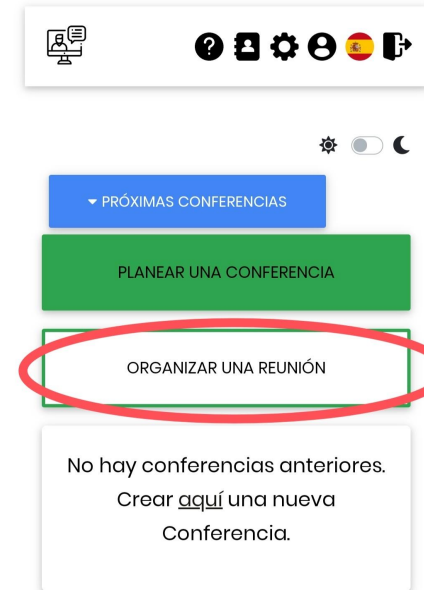 PRÓXIMAS CONFERENCIAS
PLANEAR UNA CONFERENCIA
ORGANIZAR UNA REUNIÓN
No hay conferencias anteriores.
Crear aquí una nueva
Conferencia.